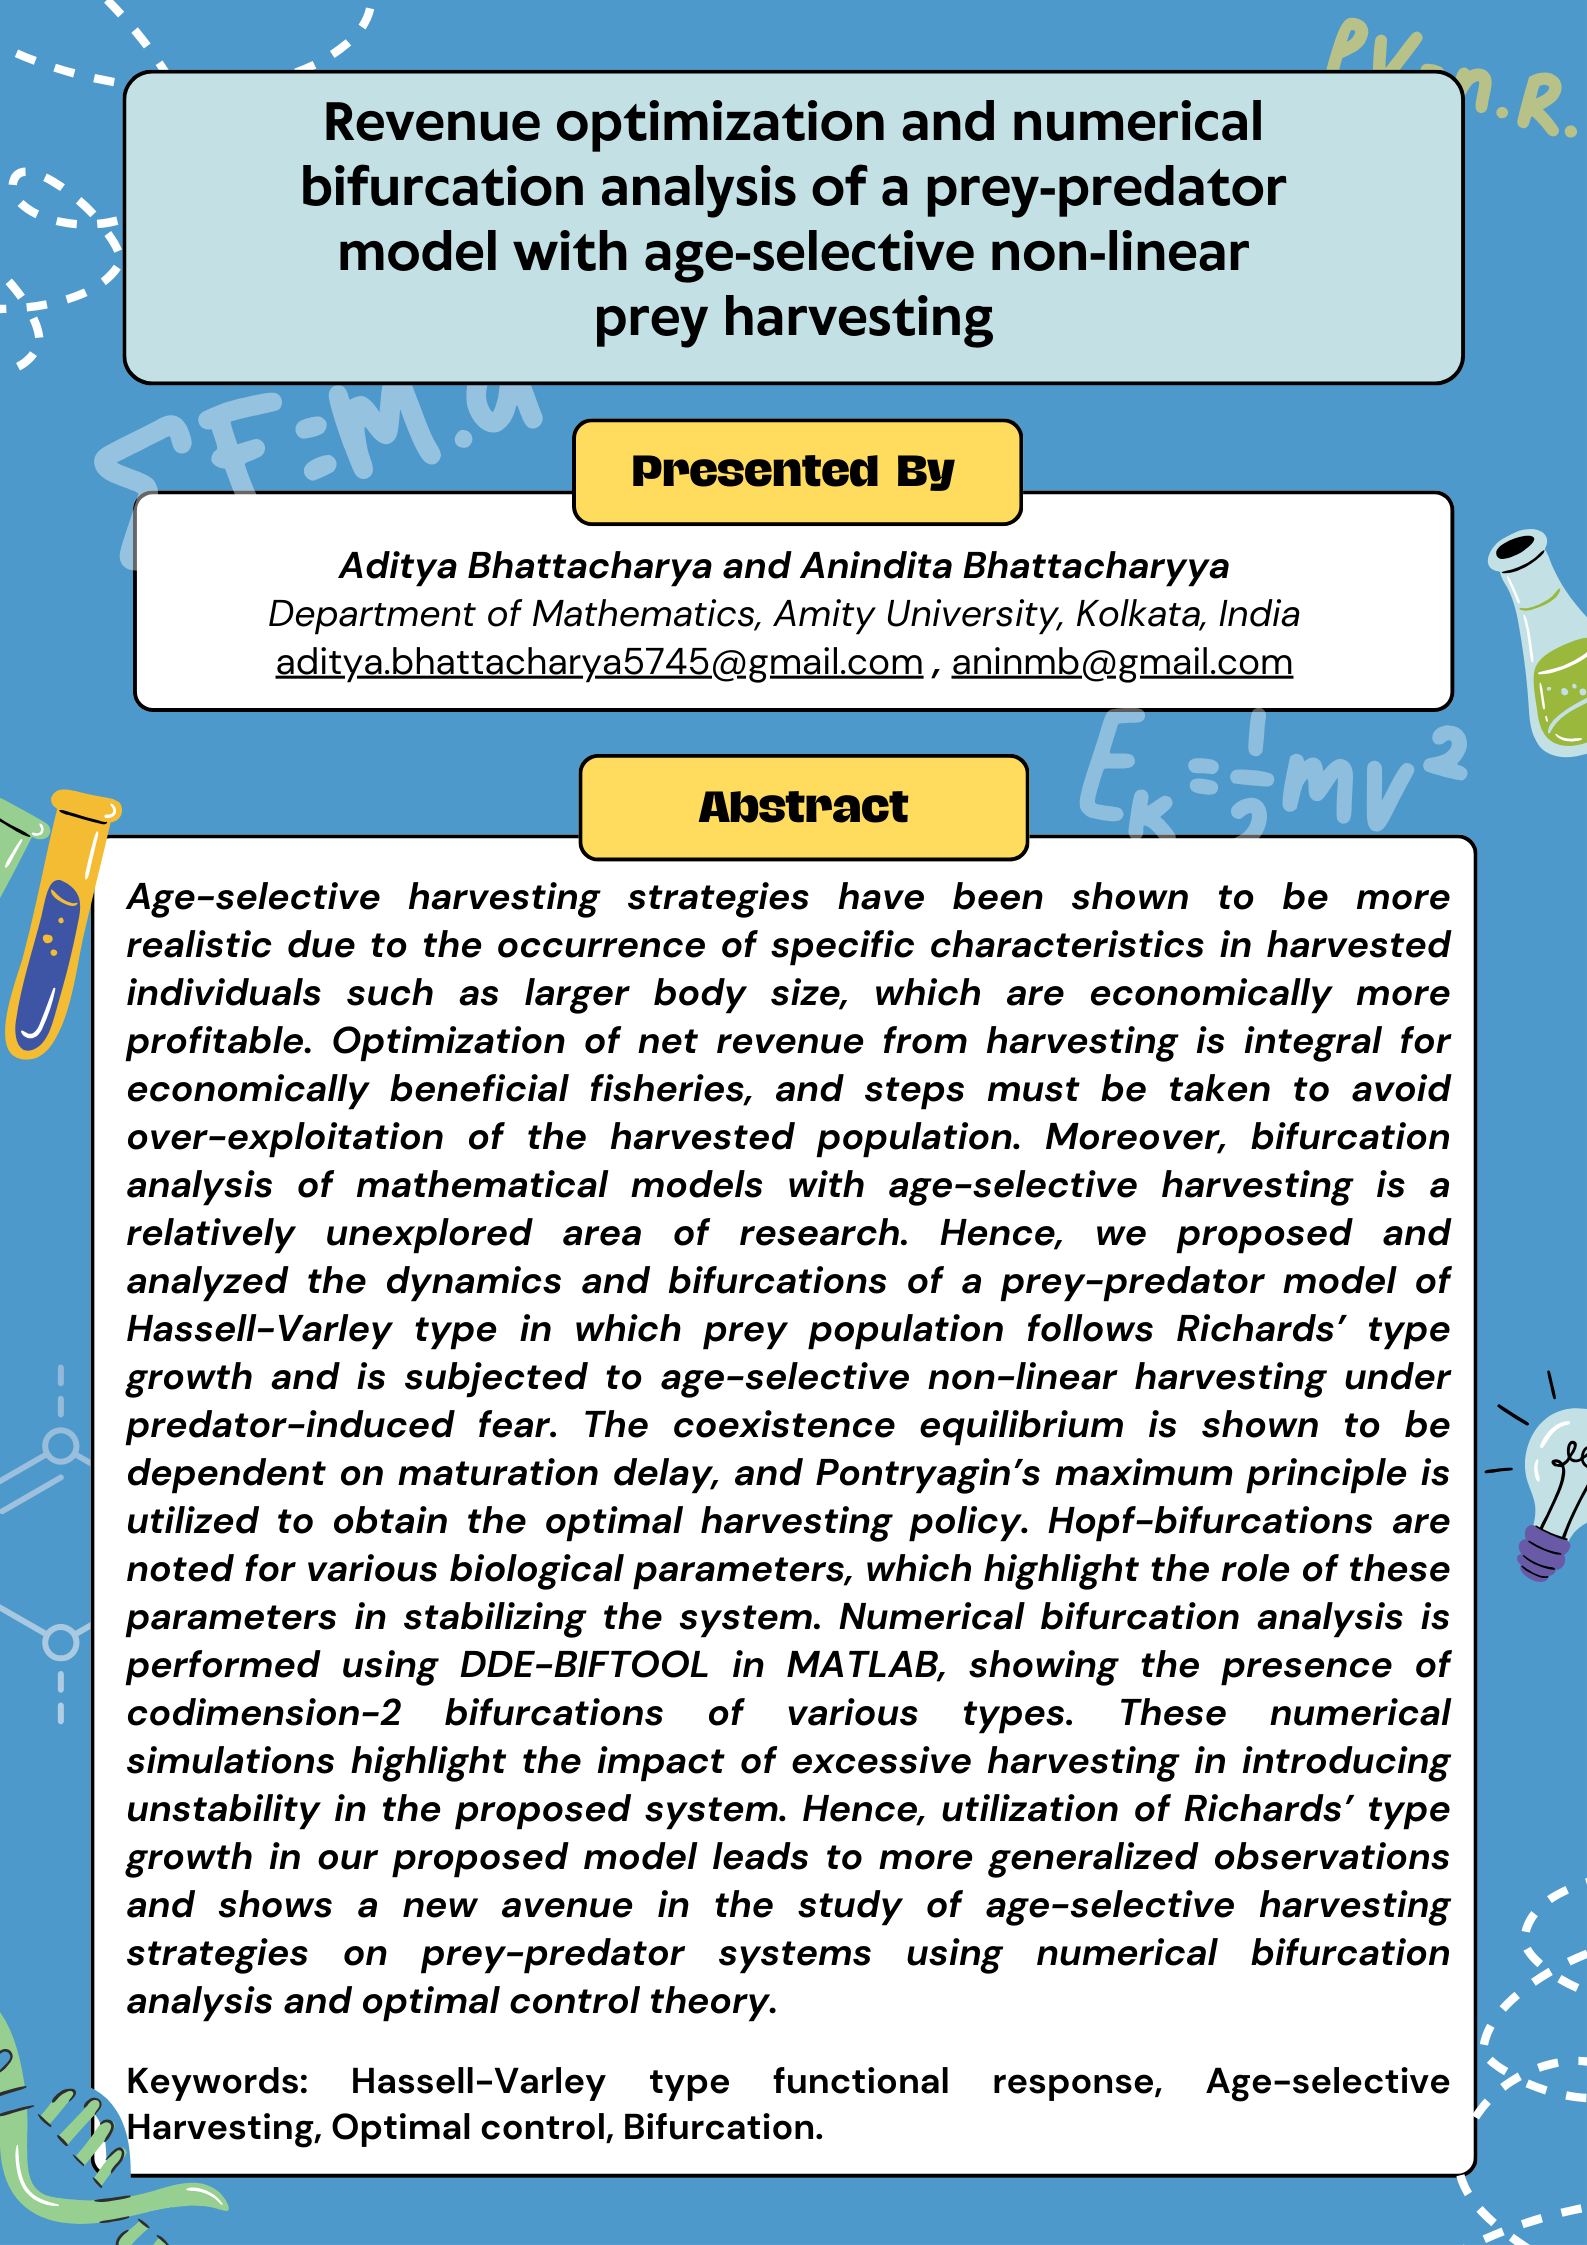 PV=n.R.
Revenue optimization and numerical
bifurcation analysis of a prey-predator
model with age-selective non-linear
prey harvesting
ΣF=M.a
Presented By
Aditya Bhattacharya and Anindita Bhattacharyya
Department of Mathematics, Amity University, Kolkata, India
aditya.bhattacharya5745@gmail.com , aninmb@gmail.com
Eₖ=½mv²
Abstract
Age-selective harvesting strategies have been shown to be more
realistic due to the occurrence of specific characteristics in harvested
individuals such as larger body size, which are economically more
profitable. Optimization of net revenue from harvesting is integral for
economically beneficial fisheries, and steps must be taken to avoid
over-exploitation of the harvested population. Moreover, bifurcation
analysis of mathematical models with age-selective harvesting is a
relatively unexplored area of research. Hence, we proposed and
analyzed the dynamics and bifurcations of a prey-predator model of
Hassell-Varley type in which prey population follows Richards’ type
growth and is subjected to age-selective non-linear harvesting under
predator-induced fear. The coexistence equilibrium is shown to be
dependent on maturation delay, and Pontryagin’s maximum principle is
utilized to obtain the optimal harvesting policy. Hopf-bifurcations are
noted for various biological parameters, which highlight the role of these
parameters in stabilizing the system. Numerical bifurcation analysis is
performed using DDE-BIFTOOL in MATLAB, showing the presence of
codimension-2 bifurcations of various types. These numerical
simulations highlight the impact of excessive harvesting in introducing
unstability in the proposed system. Hence, utilization of Richards’ type
growth in our proposed model leads to more generalized observations
and shows a new avenue in the study of age-selective harvesting
strategies on prey-predator systems using numerical bifurcation
analysis and optimal control theory.
Keywords: Hassell-Varley type functional response, Age-selective
Harvesting, Optimal control, Bifurcation.